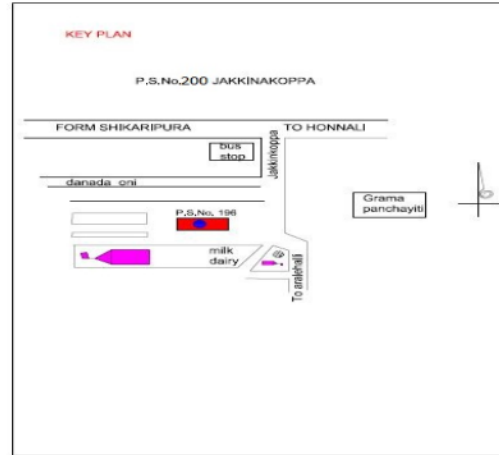 KEY PLAN
P.S.No.200 JAKKINAKOPPA
FORM SHIKARIPURA
TO HONNALI
bus
stop
Jakkinkoppa
danada oni
Grama
panchayiti
P.S.No. 196
milk
dairy
To aralehalli